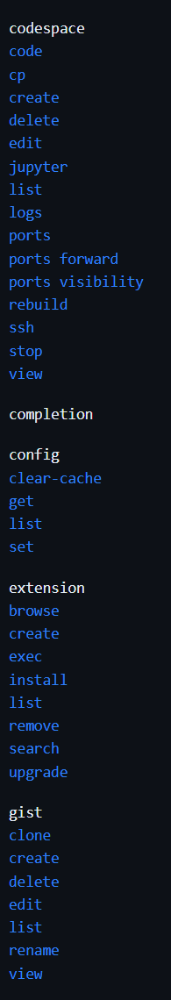 codespace
code
cp
create
delete
edit
jupyter
list
logs
ports
ports forward
ports visibility
rebuild
ssh
stop
view
completion
config
clear-cache
get
list
set
extension
browse
create
exec
install
list
remove
search
upgrade
gist
clone
create
delete
edit
list
rename
view